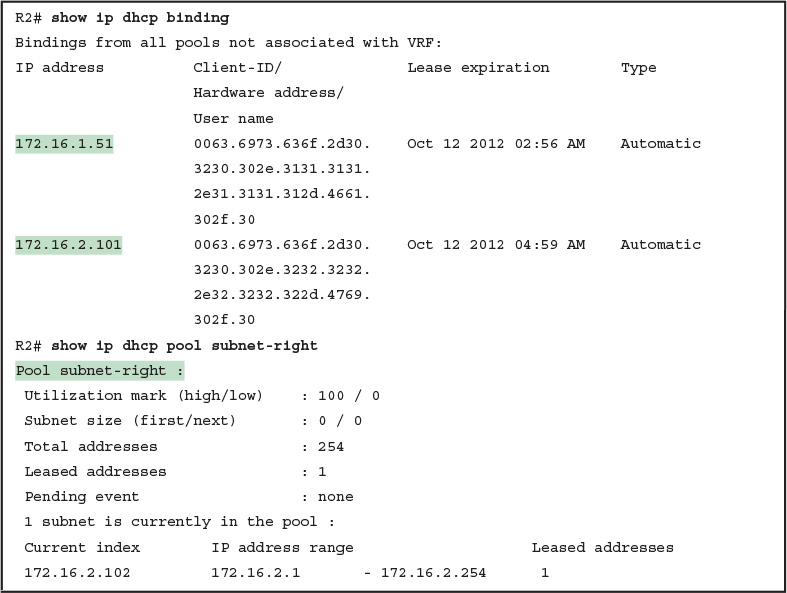 R2# show ip dhcp binding
Bindings from all pools not associated with VRF:
IP address          Client-ID/              Lease expiration        Type
                    Hardware address/
                    User name
172.16.1.51         0063.6973.636f.2d30.    Oct 12 2012 02:56 AM    Automatic
                    3230.302e.3131.3131.
                    2e31.3131.312d.4661.
                    302f.30
172.16.2.101        0063.6973.636f.2d30.    Oct 12 2012 04:59 AM    Automatic
                    3230.302e.3232.3232.
                    2e32.3232.322d.4769.
                    302f.30
R2# show ip dhcp pool subnet-right
Pool subnet-right :
 Utilization mark (high/low)    : 100 / 0
 Subnet size (first/next)       : 0 / 0
 Total addresses                : 254
 Leased addresses               : 1
 Pending event                  : none
 1 subnet is currently in the pool :
 Current index        IP address range                    Leased addresses
 172.16.2.102         172.16.2.1       - 172.16.2.254      1